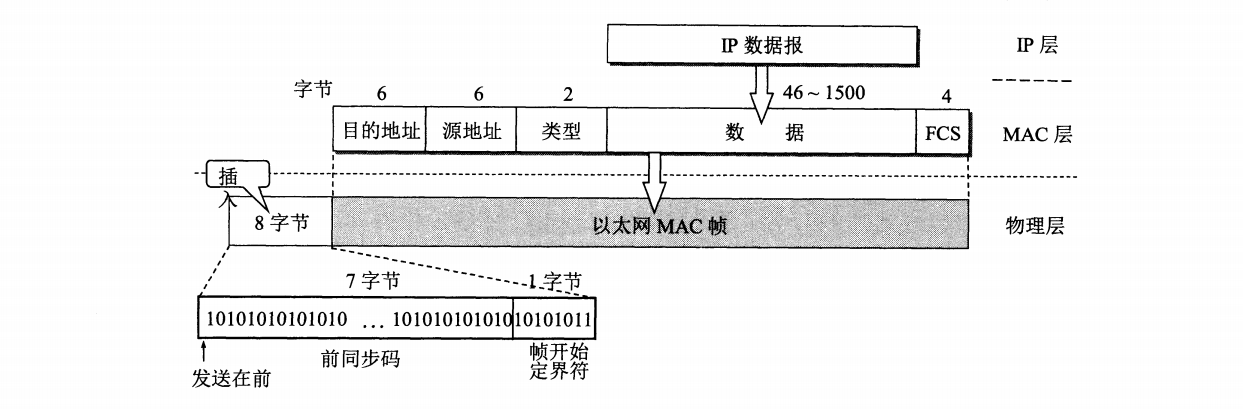 IP 数据报
IP 层
字节 6 6 2 46~1500 4
目的地址 源地址 类型 数 据 FCS
MAC 层
插
入
8 字节 以太网 MAC 帧
物理层
7 字节 1 字节
10101010101010 … 101010101010 10101011
前同步码
帧开始
定界符
发送在前